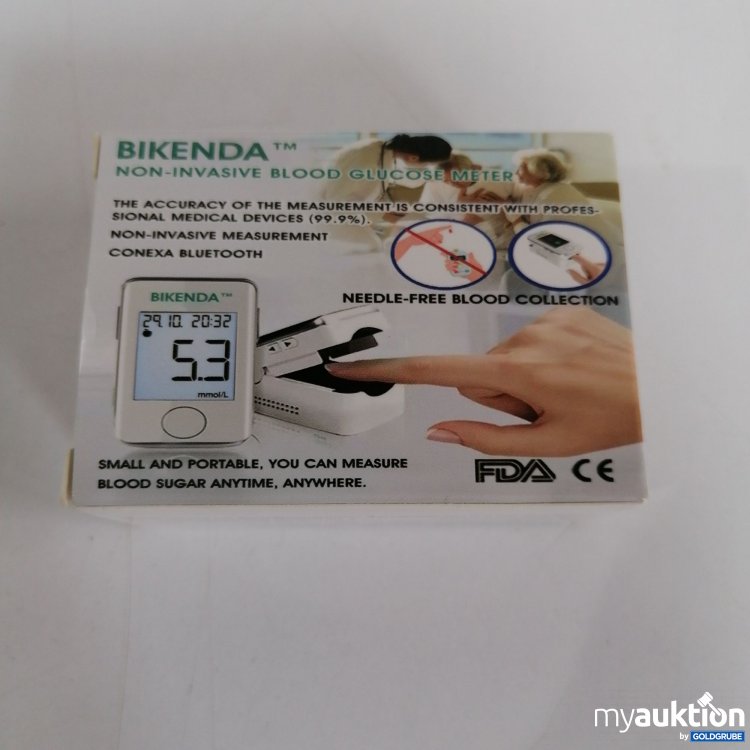 BIKENDA™
NON-INVASIVE BLOOD GLUCOSE METER
THE ACCURACY OF THE MEASUREMENT IS CONSISTENT WITH PROFES-
SIONAL MEDICAL DEVICES (99.9%).
NON-INVASIVE MEASUREMENT
CONEXA BLUETOOTH
NEEDLE-FREE BLOOD COLLECTION
BIKENDA™
29.10. 20:32
5.3
mmol/L
SMALL AND PORTABLE, YOU CAN MEASURE
BLOOD SUGAR ANYTIME, ANYWHERE.
FDA CE
myauktion
by GOLDGRUBE